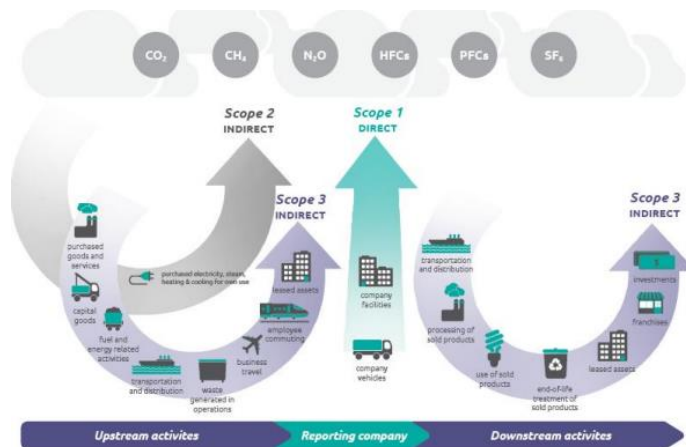 CO₂
CH₄
N₂O
HFCs
PFCs
SF₆
Scope 2
INDIRECT
Scope 1
DIRECT
Scope 3
INDIRECT
Scope 3
INDIRECT
purchased
goods and
services
capital
goods
fuel and
energy related
activities
transportation
and distribution
waste
generated in
operations
business
travel
employee
commuting
leased assets
purchased electricity, steam,
heating & cooling for own use
company
facilities
company
vehicles
transportation
and distribution
processing of
sold products
use of sold
products
end-of-life
treatment of
sold products
leased assets
franchises
investments
Upstream activites
Reporting company
Downstream activites